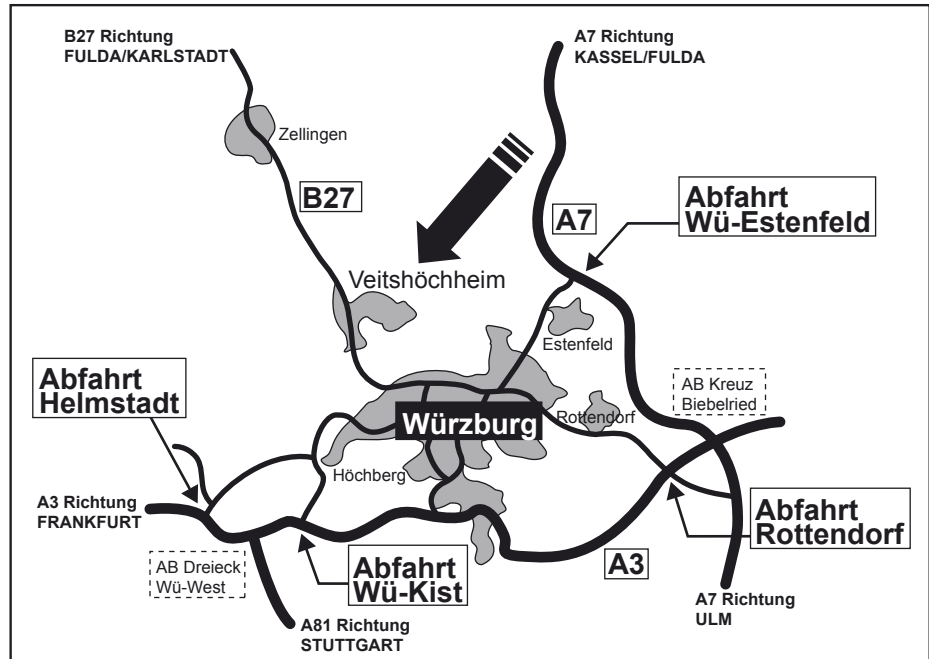 B27 Richtung
FULDA/KARLSTADT
A7 Richtung
KASSEL/FULDA
Zellingen
B27
A7
Abfahrt
Wü-Estenfeld
Veitshöchheim
Estenfeld
Abfahrt
Helmstadt
AB Kreuz
Biebelried
Würzburg
Rottendorf
Höchberg
A3 Richtung
FRANKFURT
Abfahrt
Rottendorf
AB Dreieck
Wü-West
Abfahrt
Wü-Kist
A3
A7 Richtung
ULM
A81 Richtung
STUTTGART